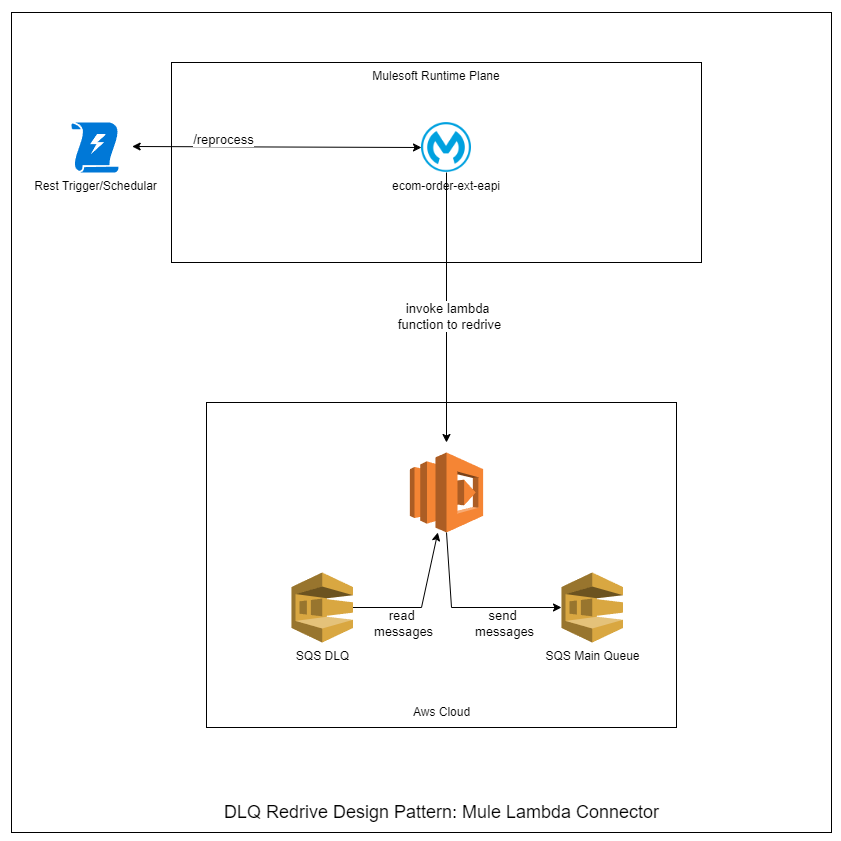 Mulesoft Runtime Plane
/reprocess
Rest Trigger/Schedular
ecom-order-ext-eapi
invoke lambda
function to redrive
read
messages
send
messages
SQS DLQ
SQS Main Queue
Aws Cloud
DLQ Redrive Design Pattern: Mule Lambda Connector